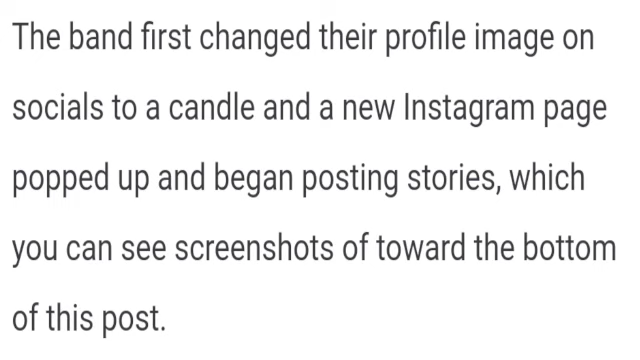 The band first changed their profile image on
socials to a candle and a new Instagram page
popped up and began posting stories, which
you can see screenshots of toward the bottom
of this post.